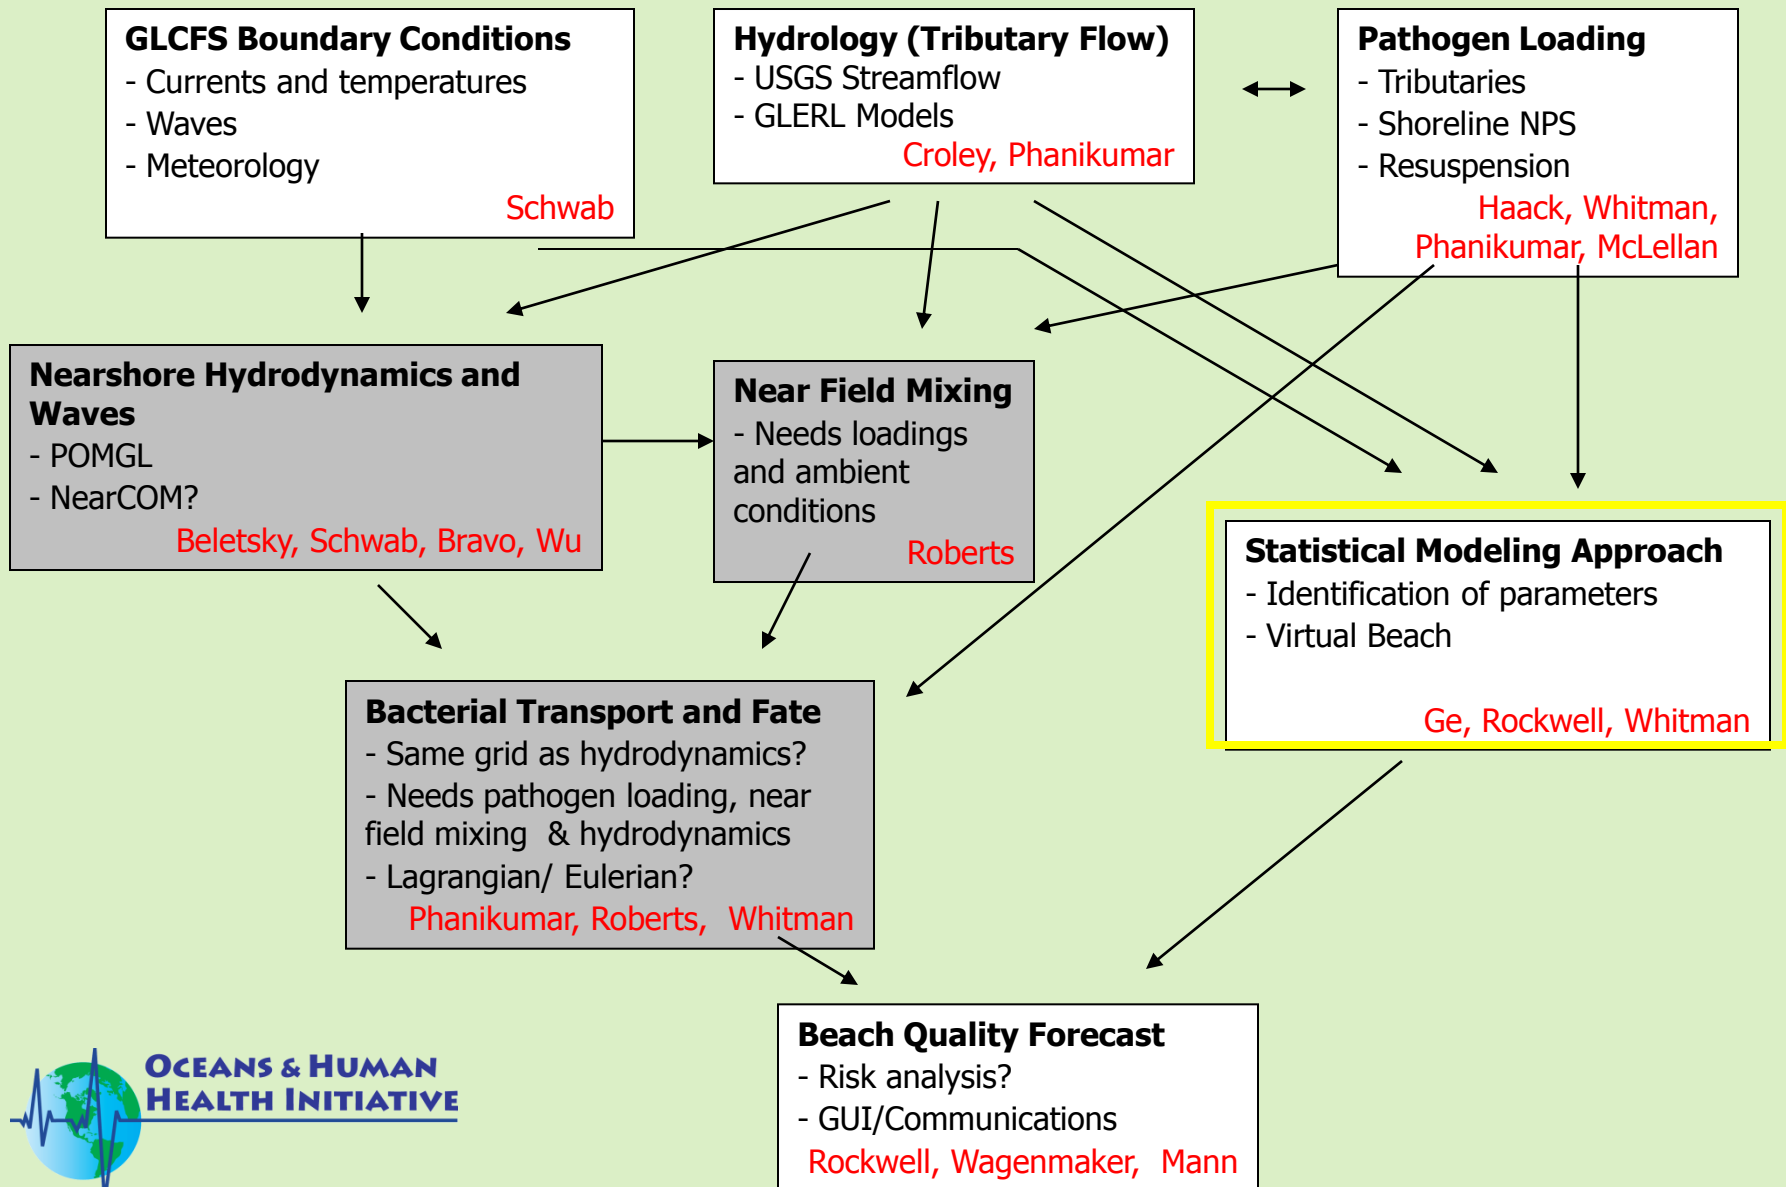 GLCFS Boundary Conditions
- Currents and temperatures
- Waves
- Meteorology
Schwab
Hydrology (Tributary Flow)
- USGS Streamflow
- GLERL Models
Croley, Phanikumar
Pathogen Loading
- Tributaries
- Shoreline NPS
- Resuspension
Haack, Whitman,
Phanikumar, McLellan
Nearshore Hydrodynamics and
Waves
- POMGL
- NearCOM?
Beletsky, Schwab, Bravo, Wu
Near Field Mixing
- Needs loadings
and ambient
conditions
Roberts
Statistical Modeling Approach
- Identification of parameters
- Virtual Beach
Ge, Rockwell, Whitman
Bacterial Transport and Fate
- Same grid as hydrodynamics?
- Needs pathogen loading, near
field mixing & hydrodynamics
- Lagrangian/ Eulerian?
Phanikumar, Roberts, Whitman
Beach Quality Forecast
- Risk analysis?
- GUI/Communications
Rockwell, Wagenmaker, Mann
OCEANS & HUMAN
HEALTH INITIATIVE